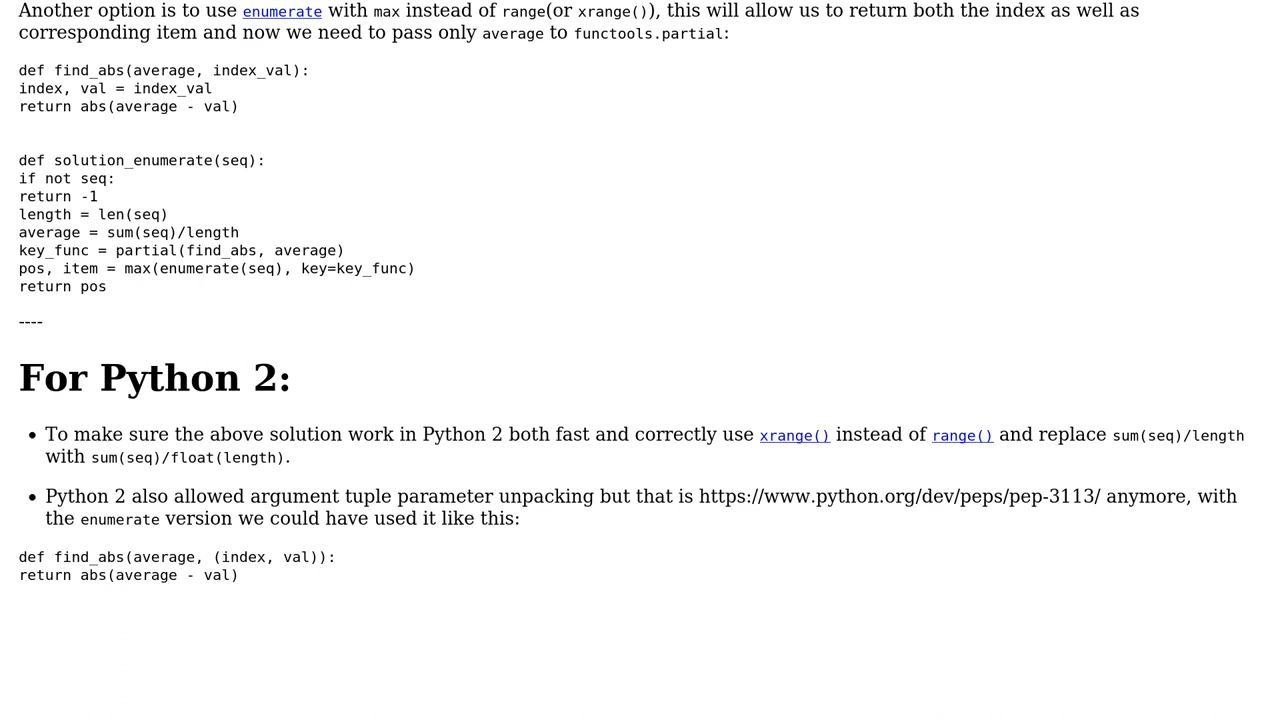 Another option is to use enumerate with max instead of range(or xrange()), this will allow us to return both the index as well as
corresponding item and now we need to pass only average to functools.partial:
def find_abs(average, index_val):
index, val = index_val
return abs(average - val)
def solution_enumerate(seq):
if not seq:
return -1
length = len(seq)
average = sum(seq)/length
key_func = partial(find_abs, average)
pos, item = max(enumerate(seq), key=key_func)
return pos
----
For Python 2:
• To make sure the above solution work in Python 2 both fast and correctly use xrange() instead of range() and replace sum(seq)/length
with sum(seq)/float(length).
• Python 2 also allowed argument tuple parameter unpacking but that is https://www.python.org/dev/peps/pep-3113/ anymore, with
the enumerate version we could have used it like this:
def find_abs(average, (index, val)):
return abs(average - val)